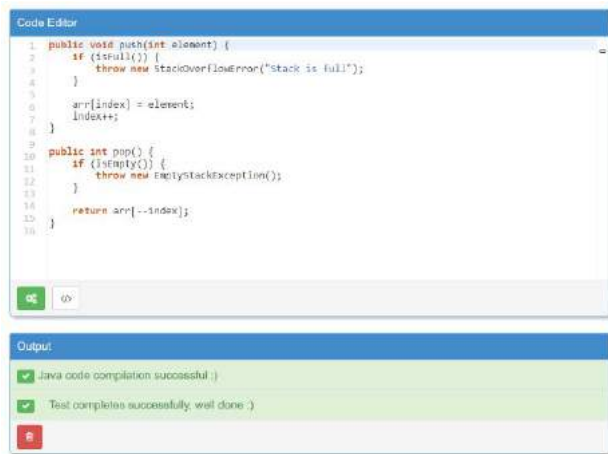 Code Editor
1 public void push(int element) {
2 if (isFull()) {
3 throw new StackOverflowError("Stack is full");
4 }
5
6 arr[index] = element;
7 index++;
8 }
9
10 public int pop() {
11 if (isEmpty()) {
12 throw new EmptyStackException();
13 }
14
15 return arr[--index];
16 }
</>
Output
Java code compilation successful :)
Test completes successfully, well done :)